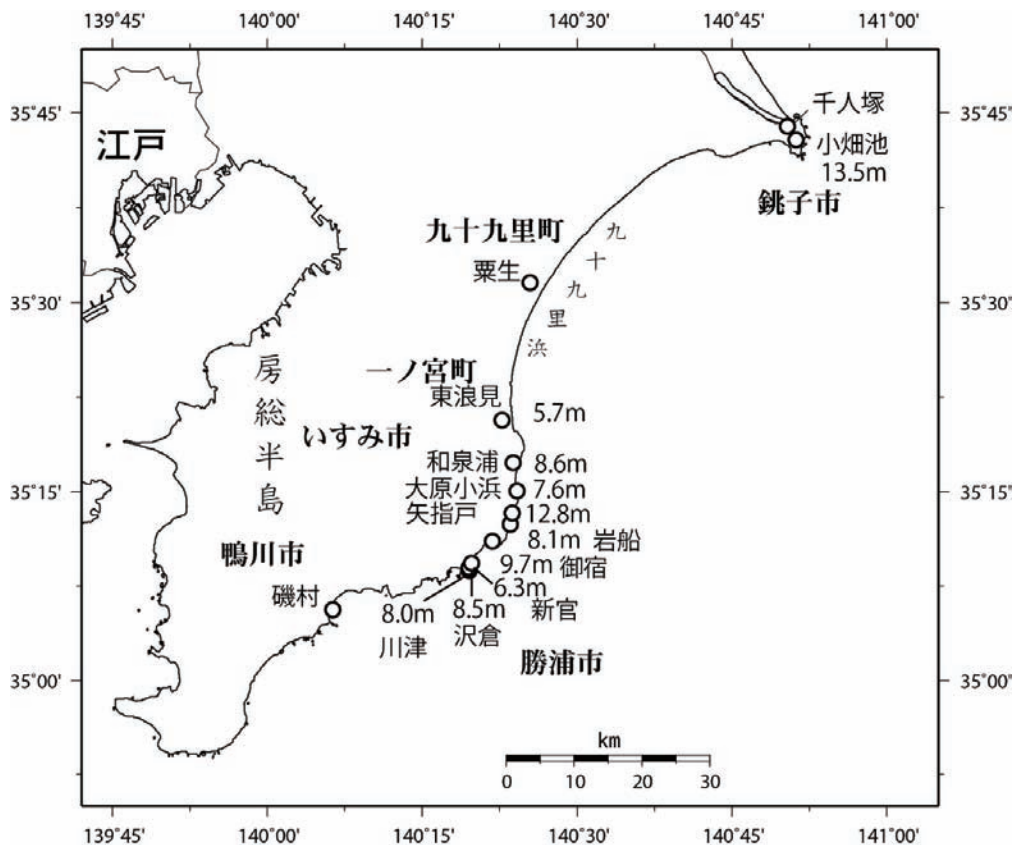 139˚45'
140˚00'
140˚15'
140˚30'
140˚45'
141˚00'
35˚45'
35˚45'
千人塚
江戸
小畑池
13.5m
銚子市
九十九里町
九十九里浜
粟生
35˚30'
35˚30'
房総半島
一ノ宮町
東浪見
5.7m
いすみ市
和泉浦
8.6m
35˚15'
大原小浜
7.6m
35˚15'
矢指戸
12.8m
鴨川市
8.1m 岩船
9.7m 御宿
磯村
6.3m
8.0m
8.5m
新官
川津
沢倉
勝浦市
35˚00'
35˚00'
km
0
10
20
30
139˚45'
140˚00'
140˚15'
140˚30'
140˚45'
141˚00'